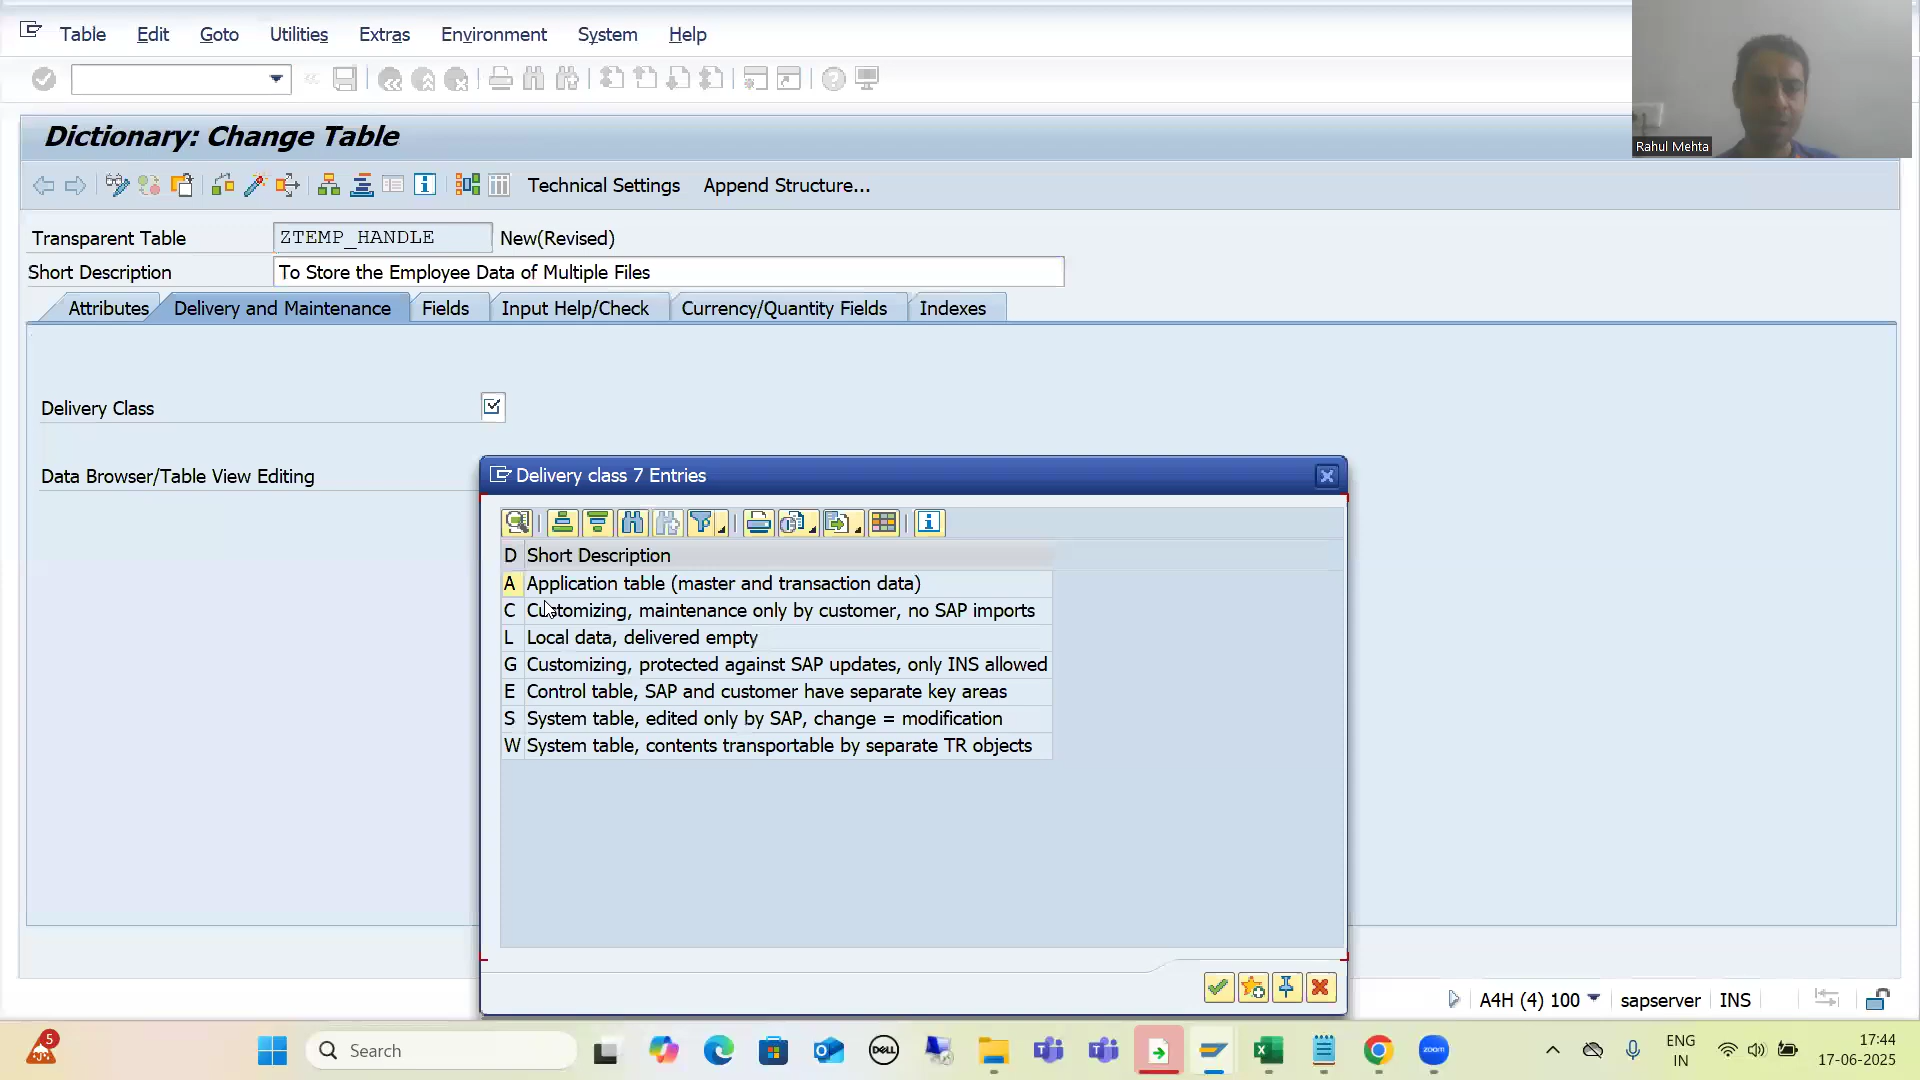 Table Edit Goto Utilities Extras Environment System Help
Rahul Mehta
Dictionary: Change Table
Technical Settings Append Structure...
Transparent Table ZTEMP_HANDLE New(Revised)
Short Description To Store the Employee Data of Multiple Files
Attributes Delivery and Maintenance Fields Input Help/Check Currency/Quantity Fields Indexes
Delivery Class
Data Browser/Table View Editing
Delivery class 7 Entries
D Short Description
A Application table (master and transaction data)
C Customizing, maintenance only by customer, no SAP imports
L Local data, delivered empty
G Customizing, protected against SAP updates, only INS allowed
E Control table, SAP and customer have separate key areas
S System table, edited only by SAP, change = modification
W System table, contents transportable by separate TR objects
A4H (4) 100 sapserver INS
5
Search
DELL
zoom
ENG
IN
17:44
17-06-2025